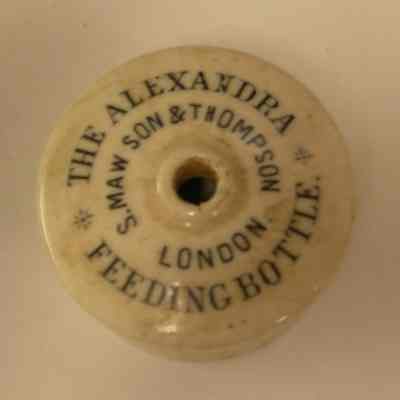 THE ALEXANDRA
* FEEDING BOTTLE. *
S. MAW SON & THOMPSON
LONDON.